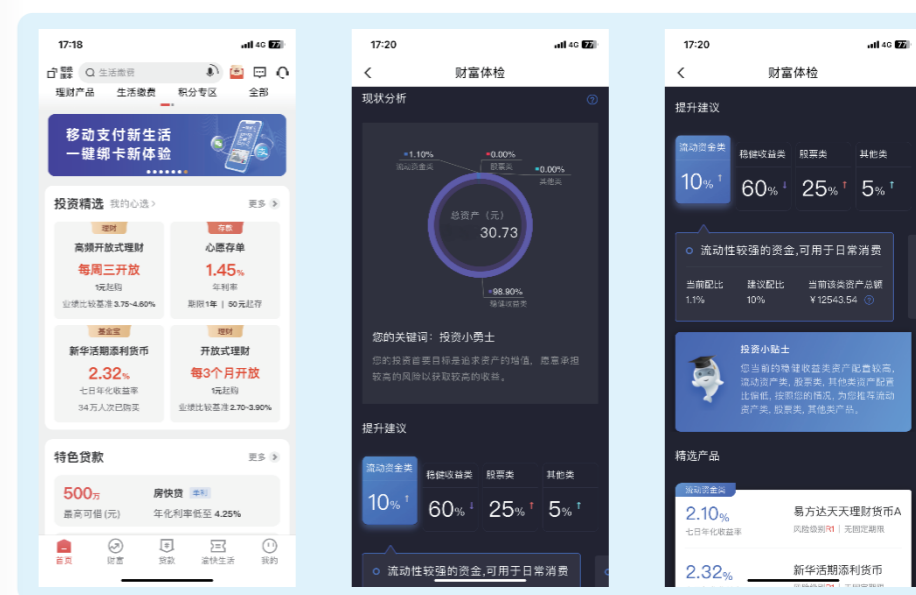 17:18
4G 77
切换
版本
生活缴费
理财产品 生活缴费 积分专区 全部
移动支付新生活
一键绑卡新体验
投资精选 我的心选>
更多 >
理财
高频开放式理财
每周三开放
1元起购
业绩比较基准 3.75-4.60%
存款
心愿存单
1.45%
年利率
期限1年 | 50元起存
基金宝
新华活期添利货币
2.32%
七日年化收益率
34万人次已购买
理财
开放式理财
每3个月开放
1元起购
业绩比较基准 2.70-3.90%
特色贷款
更多 >
500万
最高可借(元)
房快贷 单利
年化利率低至 4.25%
首页 财富 贷款 渝快生活 我的
17:20
4G 77
财富体检
现状分析
1.10%
流动资金类
0.00%
股票类
0.00%
其他类
总资产（元）
30.73
98.90%
稳健收益类
您的关键词：投资小勇士
您的投资首要目标是追求资产的增值，愿意承担
较高的风险以获取较高的收益。
提升建议
流动资金类 稳健收益类 股票类 其他类
10%↑ 60%↓ 25%↑ 5%↑
流动性较强的资金,可用于日常消费
17:20
4G 77
财富体检
提升建议
流动资金类 稳健收益类 股票类 其他类
10%↑ 60%↓ 25%↑ 5%↑
流动性较强的资金,可用于日常消费
当前配比 建议配比 当前该类资产总额
1.1% 10% ¥12543.54
投资小贴士
您当前的稳健收益类资产配置较高,
流动资产类, 股票类, 其他类资产配置
比偏低, 按照您的情况, 为您推荐流动
资产类, 股票类, 其他类产品。
精选产品
流动资金类
2.10%
七日年化收益率
易方达天天理财货币A
风险级别R1 | 无固定期限
2.32%
新华活期添利货币
风险级别R1 | 无固定期限